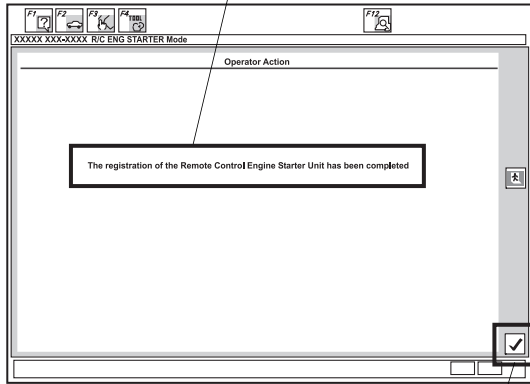 F1 F2 F3 F4 TOOL F12
XXXXX XXX-XXXX R/C ENG STARTER Mode
Operator Action
The registration of the Remote Control Engine Starter Unit has been completed